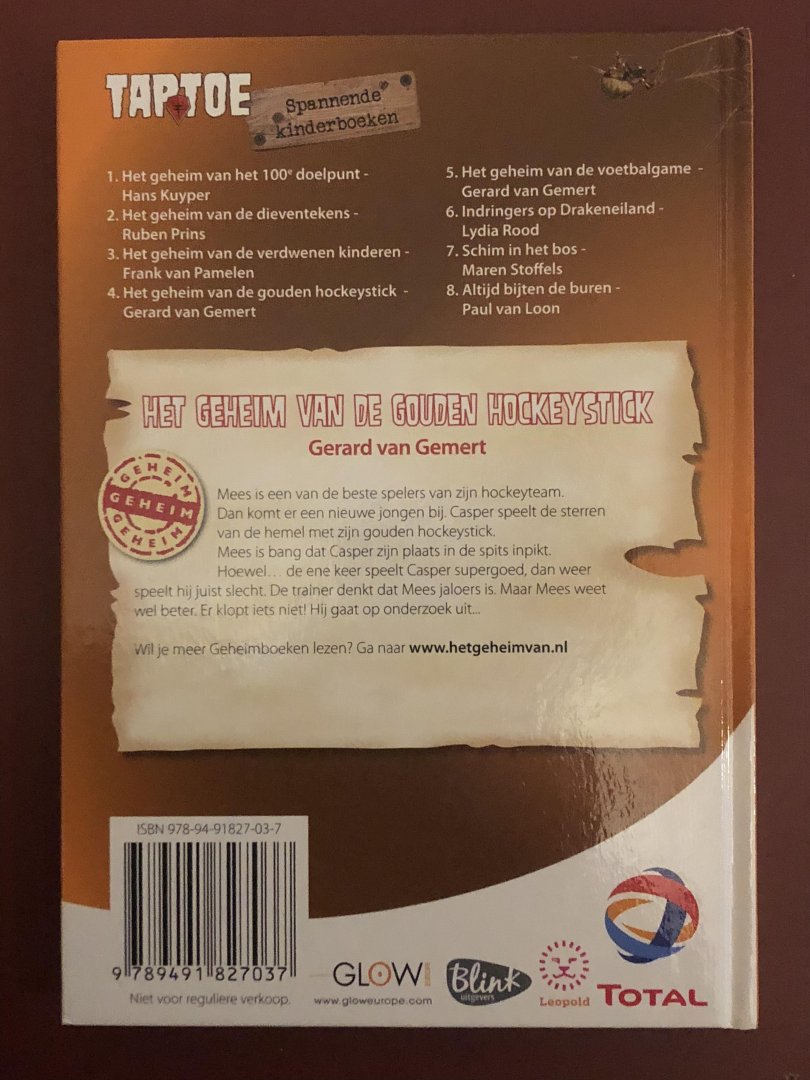 TAPTOE
Spannende
kinderboeken
1. Het geheim van het 100e doelpunt -
Hans Kuyper
2. Het geheim van de dieventekens -
Ruben Prins
3. Het geheim van de verdwenen kinderen -
Frank van Pamelen
4. Het geheim van de gouden hockeystick -
Gerard van Gemert
5. Het geheim van de voetbalgame -
Gerard van Gemert
6. Indringers op Drakeneiland -
Lydia Rood
7. Schim in het bos -
Maren Stoffels
8. Altijd bijten de buren -
Paul van Loon
HET GEHEIM VAN DE GOUDEN HOCKEYSTICK
Gerard van Gemert
GEHEIM
GEHEIM
GEHEIM
Mees is een van de beste spelers van zijn hockeyteam.
Dan komt er een nieuwe jongen bij. Casper speelt de sterren
van de hemel met zijn gouden hockeystick.
Mees is bang dat Casper zijn plaats in de spits inpikt.
Hoewel... de ene keer speelt Casper supergoed, dan weer
speelt hij juist slecht. De trainer denkt dat Mees jaloers is. Maar Mees weet
wel beter. Er klopt iets niet! Hij gaat op onderzoek uit...
Wil je meer Geheimboeken lezen? Ga naar www.hetgeheimvan.nl
ISBN 978-94-91827-03-7
9 789491 827037
Niet voor reguliere verkoop.
GLOW
www.gloweurope.com
Blink
uitgevers
Leopold
TOTAL